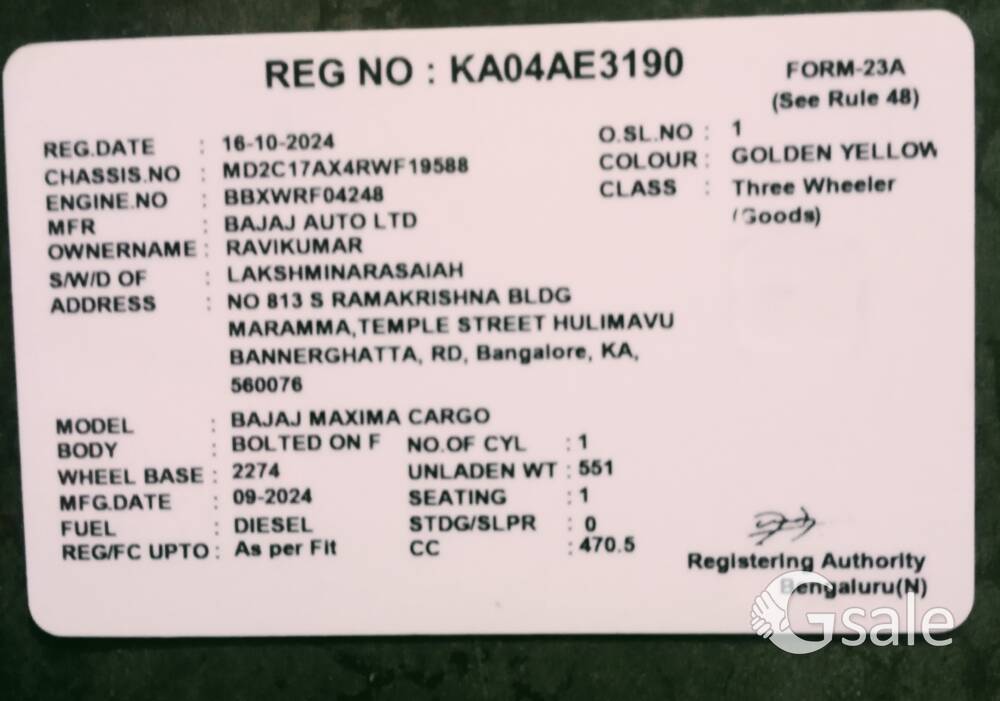 REG NO : KA04AE3190
FORM-23A
(See Rule 48)
REG.DATE : 16-10-2024
O.SL.NO : 1
CHASSIS.NO : MD2C17AX4RWF19588
COLOUR : GOLDEN YELLOW
ENGINE.NO : BBXWRF04248
CLASS : Three Wheeler
(Goods)
MFR : BAJAJ AUTO LTD
OWNERNAME : RAVIKUMAR
S/W/D OF : LAKSHMINARASAIAH
ADDRESS : NO 813 S RAMAKRISHNA BLDG
MARAMMA,TEMPLE STREET HULIMAVU
BANNERGHATTA, RD, Bangalore, KA,
560076
MODEL : BAJAJ MAXIMA CARGO
BODY : BOLTED ON F NO.OF CYL : 1
WHEEL BASE : 2274 UNLADEN WT : 551
MFG.DATE : 09-2024 SEATING : 1
FUEL : DIESEL STDG/SLPR : 0
REG/FC UPTO : As per Fit CC : 470.5
Registering Authority
Bengaluru(N)
Gsale